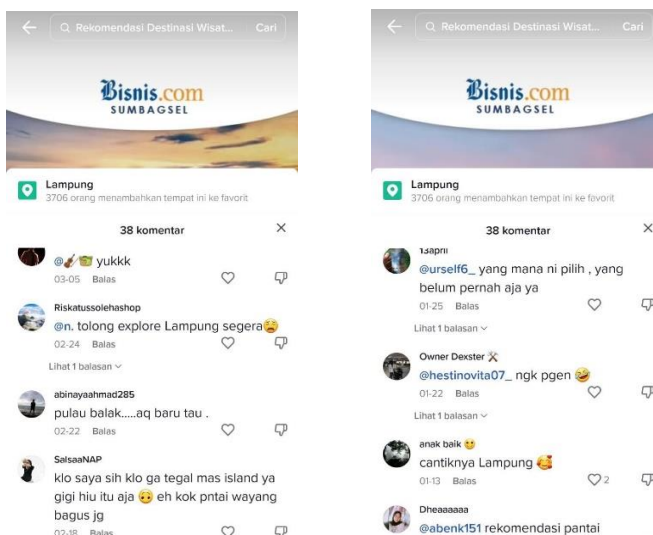 Rekomendasi Destinasi Wisat... Cari
Bisnis.com
SUMBAGSEL
Lampung
3706 orang menambahkan tempat ini ke favorit
38 komentar
@🎻 yukkk
03-05 Balas
Riskatussolehashop
@n. tolong explore Lampung segera😫
02-24 Balas
Lihat 1 balasan
abinayaahmad285
pulau balak.....aq baru tau .
02-22 Balas
SalsaaNAP
klo saya sih klo ga tegal mas island ya
gigi hiu itu aja 🥺 eh kok pntai wayang
bagus jg
02-18 Balas
Rekomendasi Destinasi Wisat... Cari
Bisnis.com
SUMBAGSEL
Lampung
3706 orang menambahkan tempat ini ke favorit
38 komentar
13april
@urself6_ yang mana ni pilih , yang
belum pernah aja ya
01-25 Balas
Lihat 1 balasan
Owner Dexster ⚒️
@hestinovita07_ ngk pgen 🤣
01-22 Balas
Lihat 1 balasan
anak baik 🙂
cantiknya Lampung 🥰
01-13 Balas 2
Dheaaaaaa
@abenk151 rekomendasi pantai